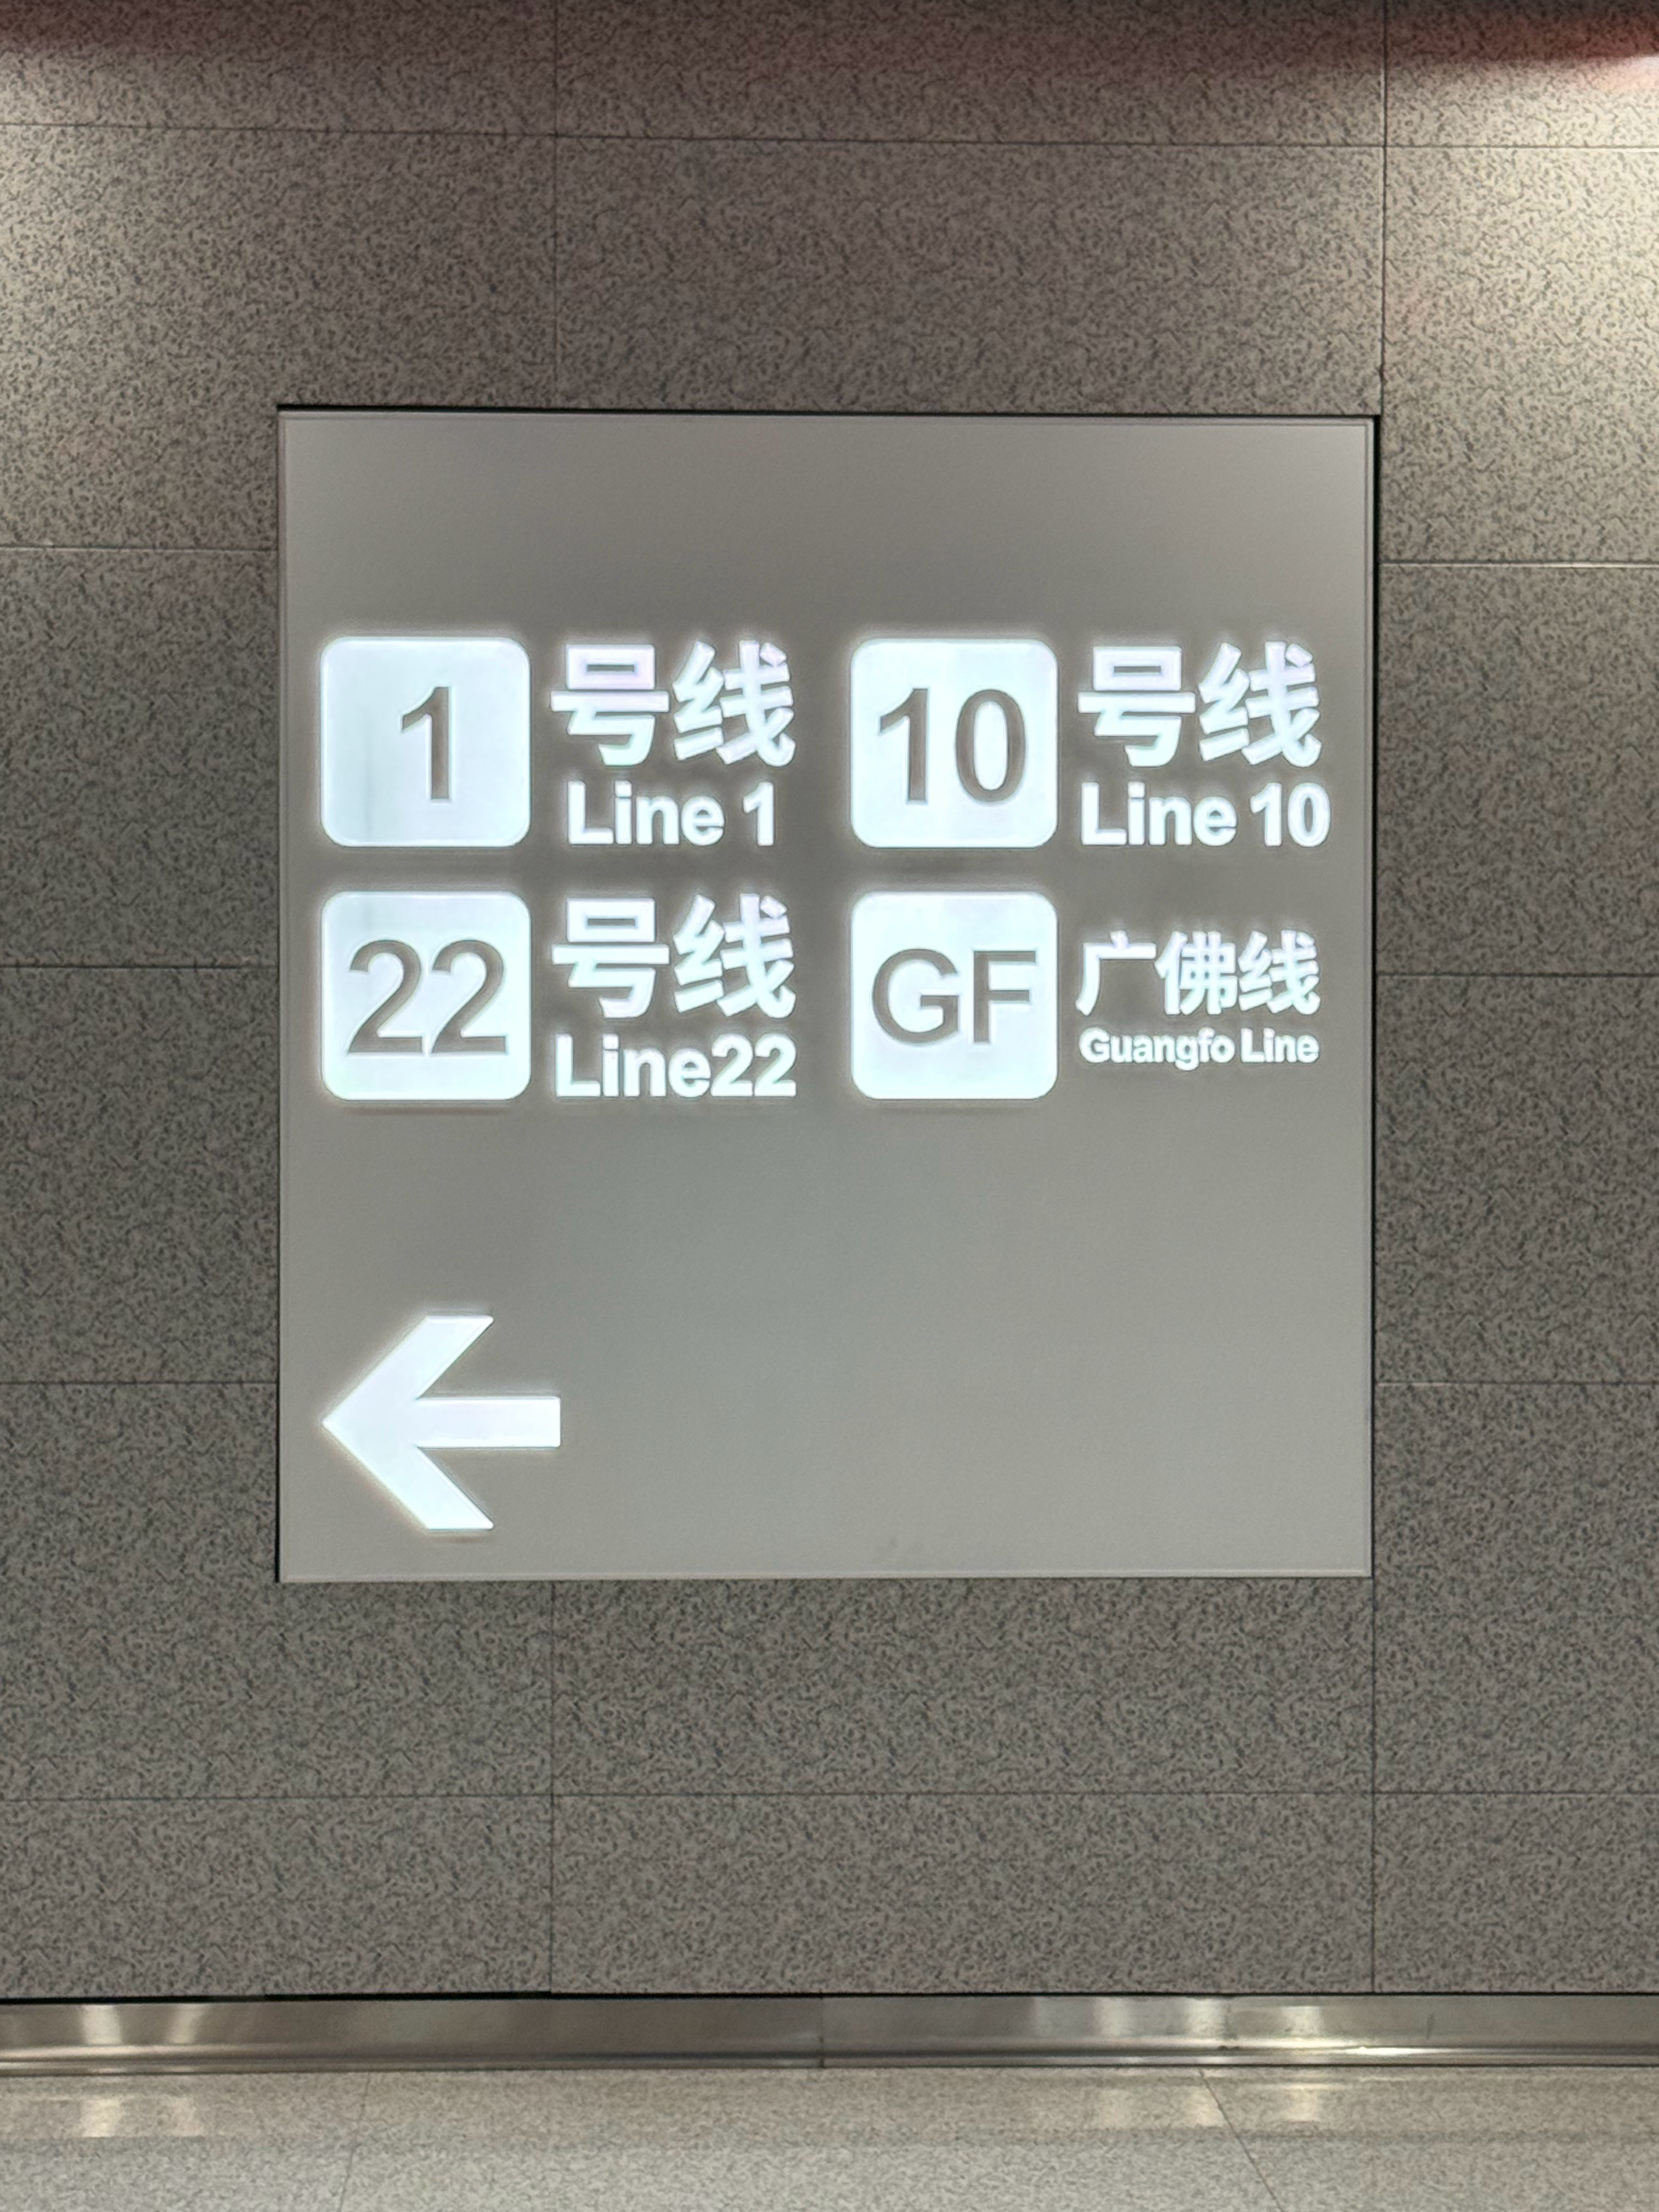 1 号线 Line 1
10 号线 Line 10
22 号线 Line22
GF 广佛线 Guangfo Line